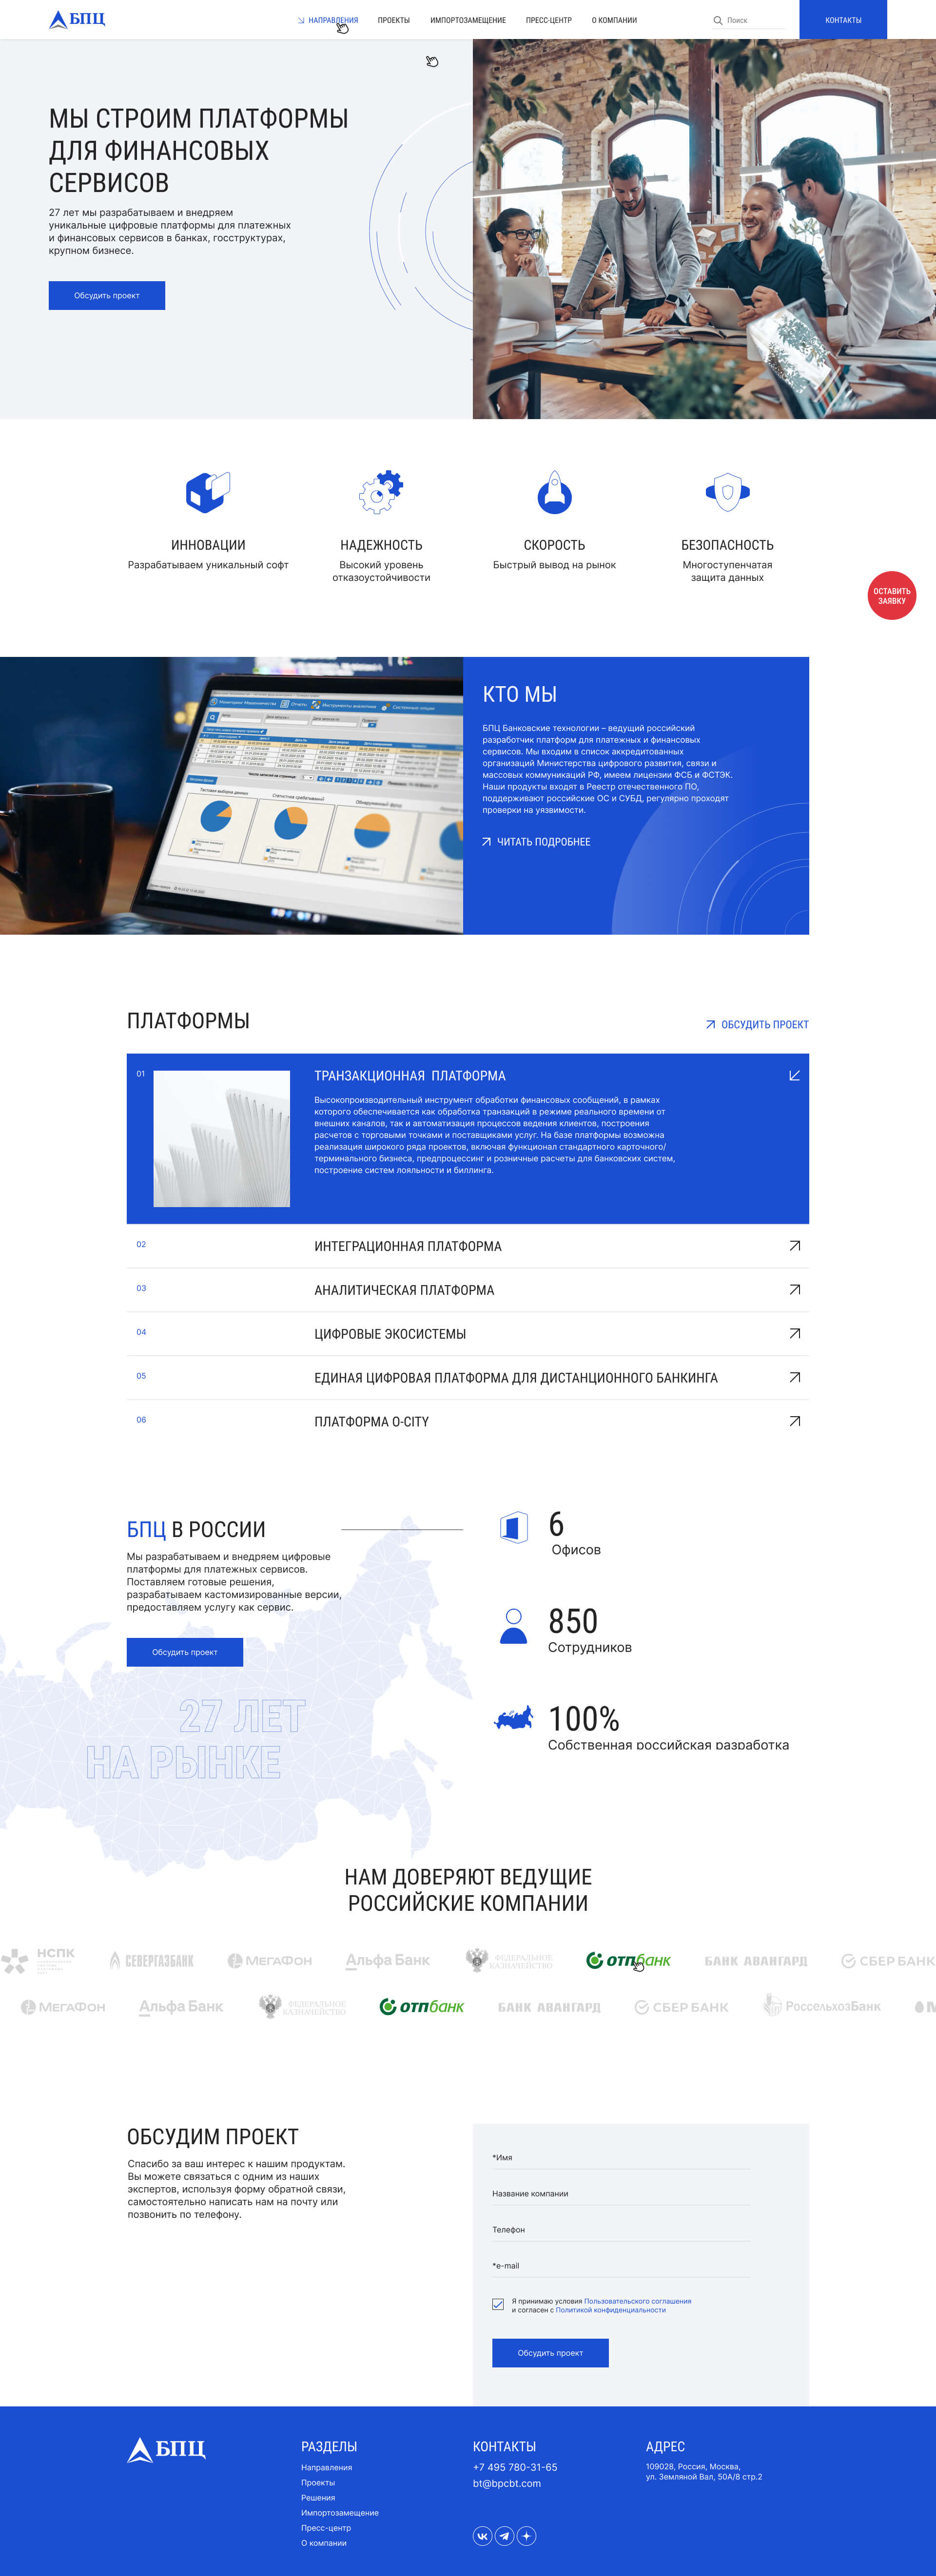 БПЦ
НАПРАВЛЕНИЯ
ПРОЕКТЫ
ИМПОРТОЗАМЕЩЕНИЕ
ПРЕСС-ЦЕНТР
О КОМПАНИИ
Поиск
КОНТАКТЫ
МЫ СТРОИМ ПЛАТФОРМЫ
ДЛЯ ФИНАНСОВЫХ
СЕРВИСОВ
27 лет мы разрабатываем и внедряем
уникальные цифровые платформы для платежных
и финансовых сервисов в банках, госструктурах,
крупном бизнесе.
Обсудить проект
ИННОВАЦИИ
Разрабатываем уникальный софт
НАДЕЖНОСТЬ
Высокий уровень
отказоустойчивости
СКОРОСТЬ
Быстрый вывод на рынок
БЕЗОПАСНОСТЬ
Многоступенчатая
защита данных
ОСТАВИТЬ
ЗАЯВКУ
КТО МЫ
БПЦ Банковские технологии – ведущий российский
разработчик платформ для платежных и финансовых
сервисов. Мы входим в список аккредитованных
организаций Министерства цифрового развития, связи и
массовых коммуникаций РФ, имеем лицензии ФСБ и ФСТЭК.
Наши продукты входят в Реестр отечественного ПО,
поддерживают российские ОС и СУБД, регулярно проходят
проверки на уязвимости.
ЧИТАТЬ ПОДРОБНЕЕ
ПЛАТФОРМЫ
ОБСУДИТЬ ПРОЕКТ
01
ТРАНЗАКЦИОННАЯ ПЛАТФОРМА
Высокопроизводительный инструмент обработки финансовых сообщений, в рамках
которого обеспечивается как обработка транзакций в режиме реального времени от
внешних каналов, так и автоматизация процессов ведения клиентов, построения
расчетов с торговыми точками и поставщиками услуг. На базе платформы возможна
реализация широкого ряда проектов, включая функционал стандартного карточного/
терминального бизнеса, предпроцессинг и розничные расчеты для банковских систем,
построение систем лояльности и биллинга.
02
ИНТЕГРАЦИОННАЯ ПЛАТФОРМА
03
АНАЛИТИЧЕСКАЯ ПЛАТФОРМА
04
ЦИФРОВЫЕ ЭКОСИСТЕМЫ
05
ЕДИНАЯ ЦИФРОВАЯ ПЛАТФОРМА ДЛЯ ДИСТАНЦИОННОГО БАНКИНГА
06
ПЛАТФОРМА O-CITY
БПЦ В РОССИИ
Мы разрабатываем и внедряем цифровые
платформы для платежных сервисов.
Поставляем готовые решения,
разрабатываем кастомизированные версии,
предоставляем услугу как сервис.
Обсудить проект
27 ЛЕТ
НА РЫНКЕ
6
Офисов
850
Сотрудников
100%
Собственная российская разработка
НАМ ДОВЕРЯЮТ ВЕДУЩИЕ
РОССИЙСКИЕ КОМПАНИИ
НСПК
СЕВЕРГАЗБАНК
МЕГАФОН
Альфа Банк
ФЕДЕРАЛЬНОЕ
КАЗНАЧЕЙСТВО
отпбанк
БАНК АВАНГАРД
СБЕР БАНК
МЕГАФОН
Альфа Банк
ФЕДЕРАЛЬНОЕ
КАЗНАЧЕЙСТВО
отпбанк
БАНК АВАНГАРД
СБЕР БАНК
РоссельхозБанк
ОБСУДИМ ПРОЕКТ
Спасибо за ваш интерес к нашим продуктам.
Вы можете связаться с одним из наших
экспертов, используя форму обратной связи,
самостоятельно написать нам на почту или
позвонить по телефону.
*Имя
Название компании
Телефон
*e-mail
Я принимаю условия Пользовательского соглашения
и согласен с Политикой конфиденциальности
Обсудить проект
БПЦ
РАЗДЕЛЫ
Направления
Проекты
Решения
Импортозамещение
Пресс-центр
О компании
КОНТАКТЫ
+7 495 780-31-65
bt@bpcbt.com
АДРЕС
109028, Россия, Москва,
ул. Земляной Вал, 50А/8 стр.2